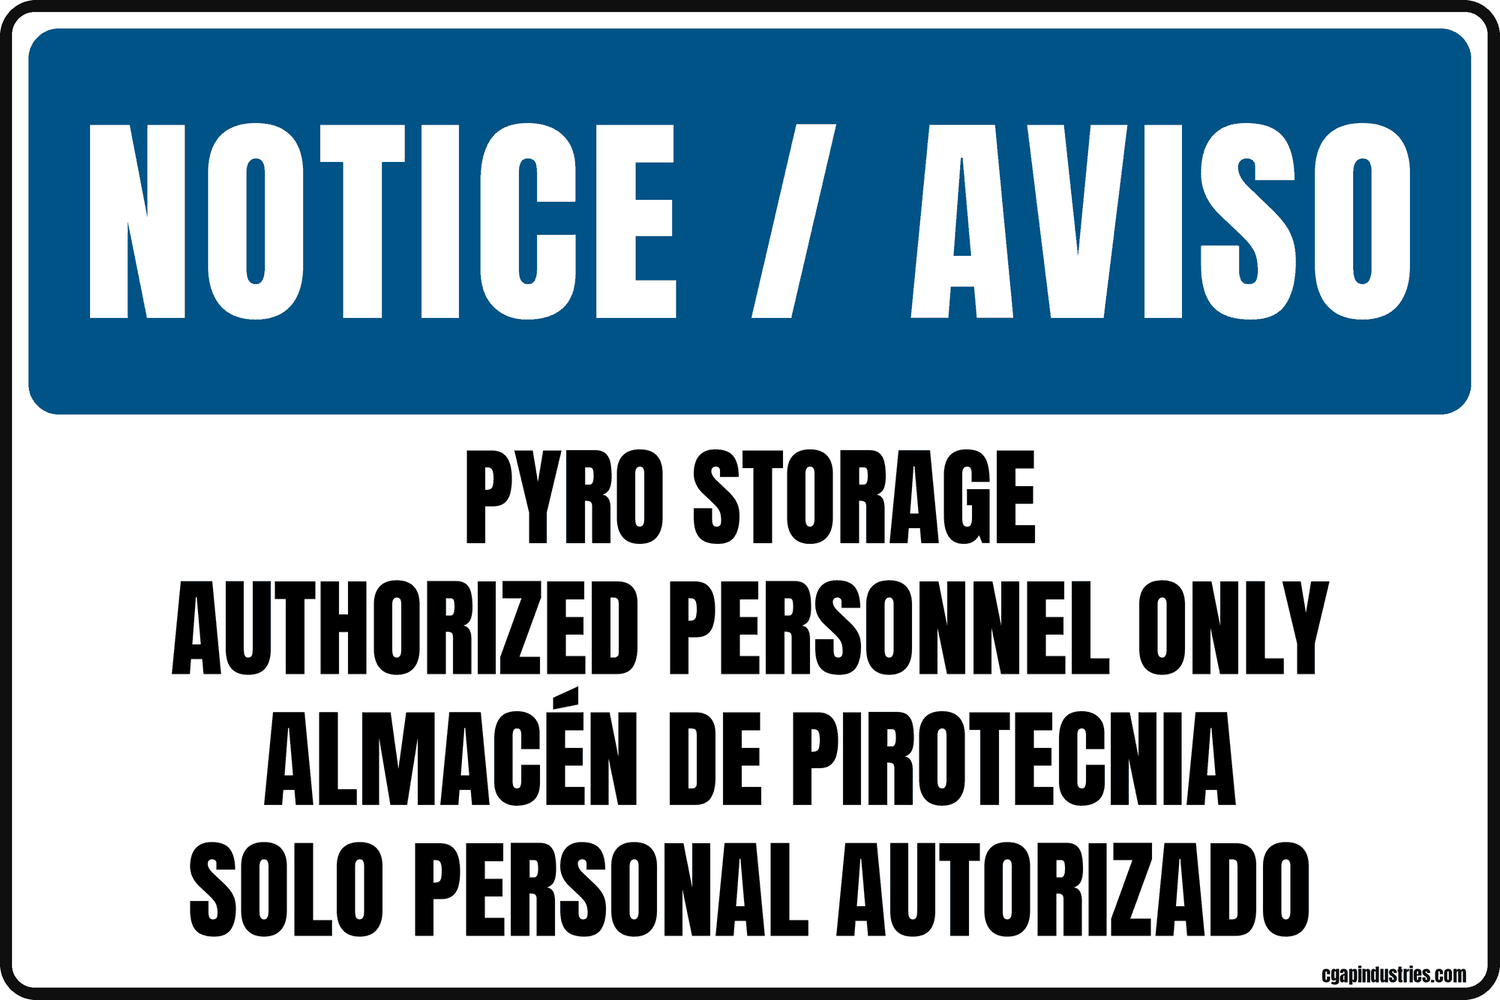 NOTICE / AVISO
PYRO STORAGE
AUTHORIZED PERSONNEL ONLY
ALMACÉN DE PIROTECNIA
SOLO PERSONAL AUTORIZADO
cgapindustries.com